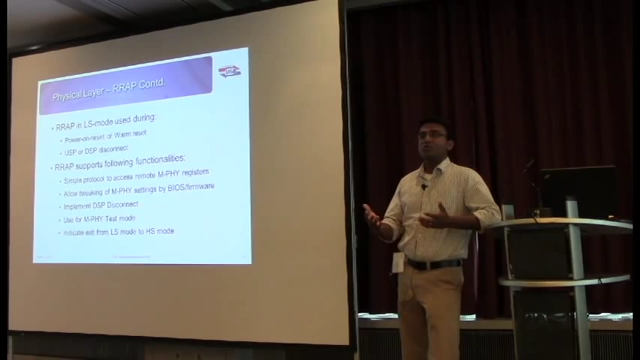 Physical Layer – RRAP Contd.
RRAP in LS-mode used during:
Power-on-reset or Warm reset
USP or DSP disconnect
RRAP supports following functionalities:
Simple protocol to access remote M-PHY registers
Allow tweaking of M-PHY settings by BIOS/firmware
Implement DSP Disconnect
Use for M-PHY Test mode
Indicate exit from LS mode to HS mode